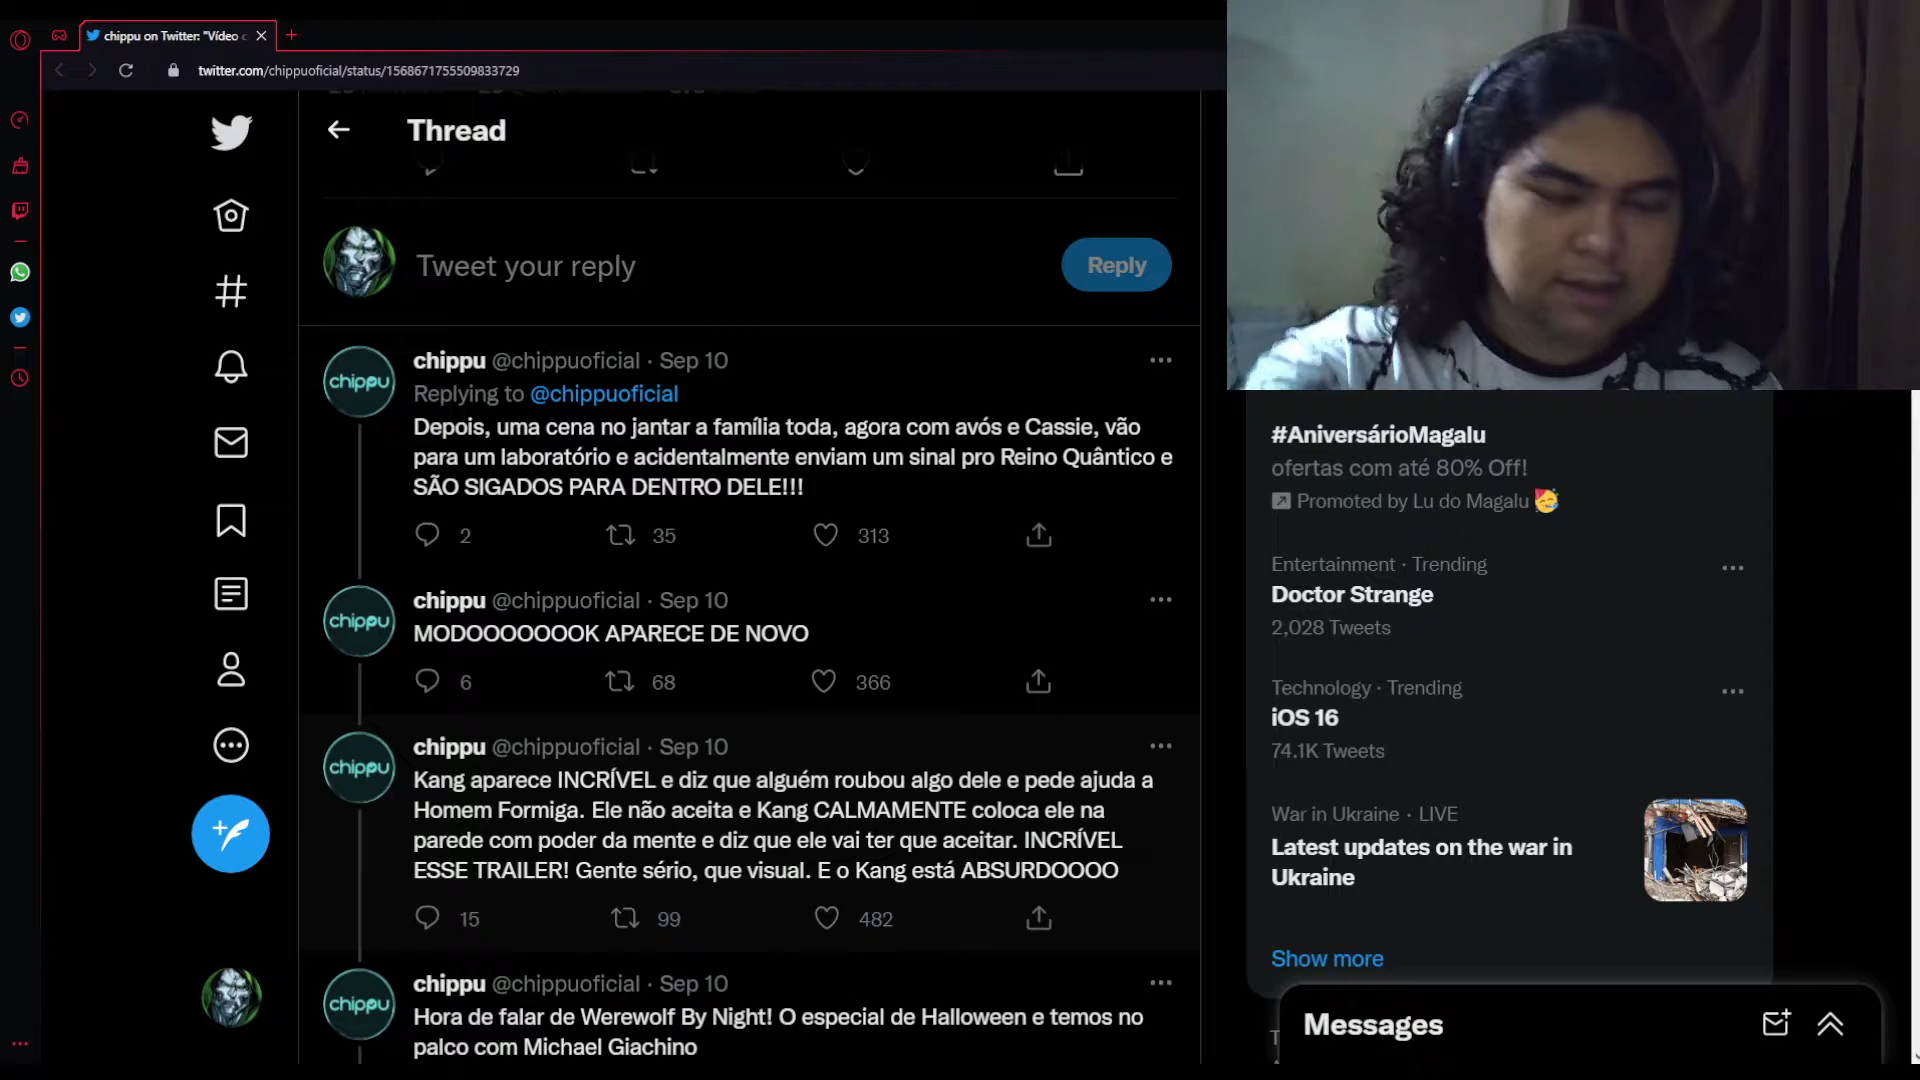 chippu on Twitter: "Vídeo
twitter.com/chippuoficial/status/1568671755509833729
Thread
Tweet your reply
Reply
chippu @chippuoficial · Sep 10
Replying to @chippuoficial
Depois, uma cena no jantar a família toda, agora com avós e Cassie, vão
para um laboratório e acidentalmente enviam um sinal pro Reino Quântico e
SÃO SIGADOS PARA DENTRO DELE!!!
2 35 313
chippu @chippuoficial · Sep 10
MODOOOOOOOK APARECE DE NOVO
6 68 366
chippu @chippuoficial · Sep 10
Kang aparece INCRÍVEL e diz que alguém roubou algo dele e pede ajuda a
Homem Formiga. Ele não aceita e Kang CALMAMENTE coloca ele na
parede com poder da mente e diz que ele vai ter que aceitar. INCRÍVEL
ESSE TRAILER! Gente sério, que visual. E o Kang está ABSURDOOOO
15 99 482
chippu @chippuoficial · Sep 10
Hora de falar de Werewolf By Night! O especial de Halloween e temos no
palco com Michael Giachino
chippu
chippu
chippu
chippu
#AniversárioMagalu
ofertas com até 80% Off!
Promoted by Lu do Magalu
Entertainment · Trending
Doctor Strange
2,028 Tweets
Technology · Trending
iOS 16
74.1K Tweets
War in Ukraine · LIVE
Latest updates on the war in
Ukraine
Show more
Messages